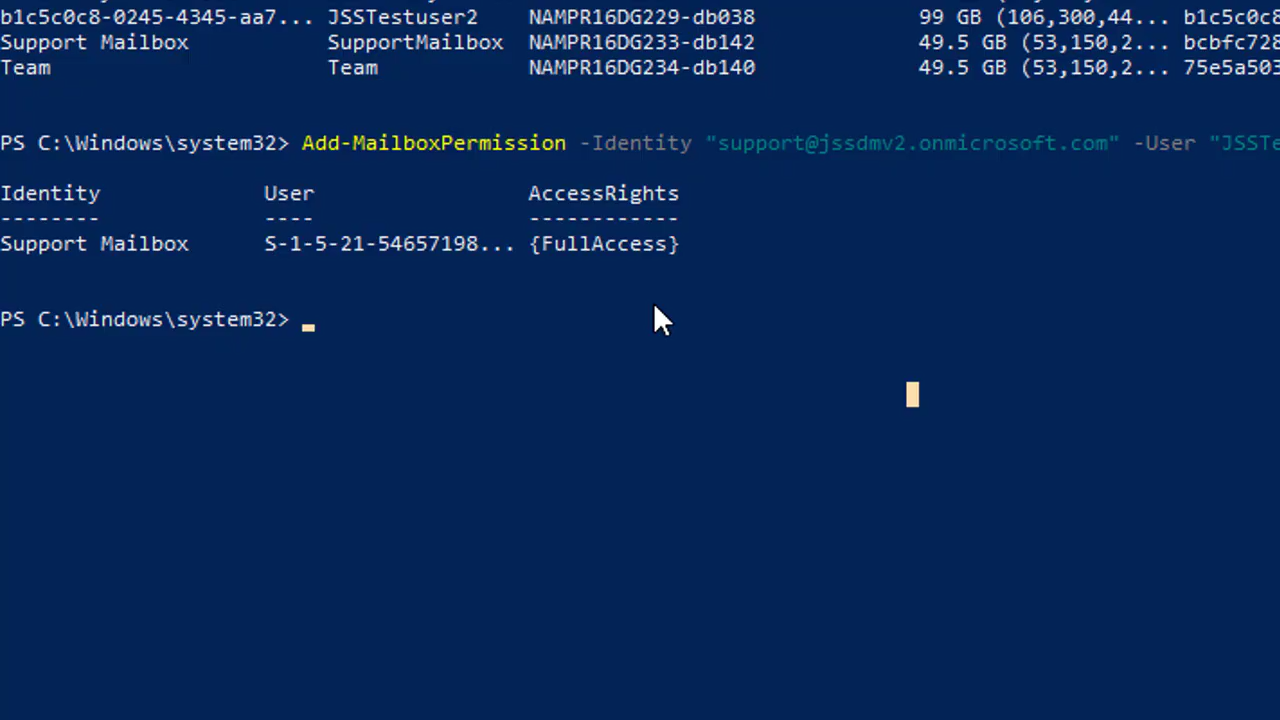 b1c5c0c8-0245-4345-aa7... JSSTestuser2 NAMPR16DG229-db038 99 GB (106,300,44... b1c5c0c8
Support Mailbox SupportMailbox NAMPR16DG233-db142 49.5 GB (53,150,2... bcbfc728
Team Team NAMPR16DG234-db140 49.5 GB (53,150,2... 75e5a503
PS C:\Windows\system32> Add-MailboxPermission -Identity "support@jssdmv2.onmicrosoft.com" -User "JSSTe
Identity User AccessRights
-------- ---- ------------
Support Mailbox S-1-5-21-54657198... {FullAccess}
PS C:\Windows\system32>